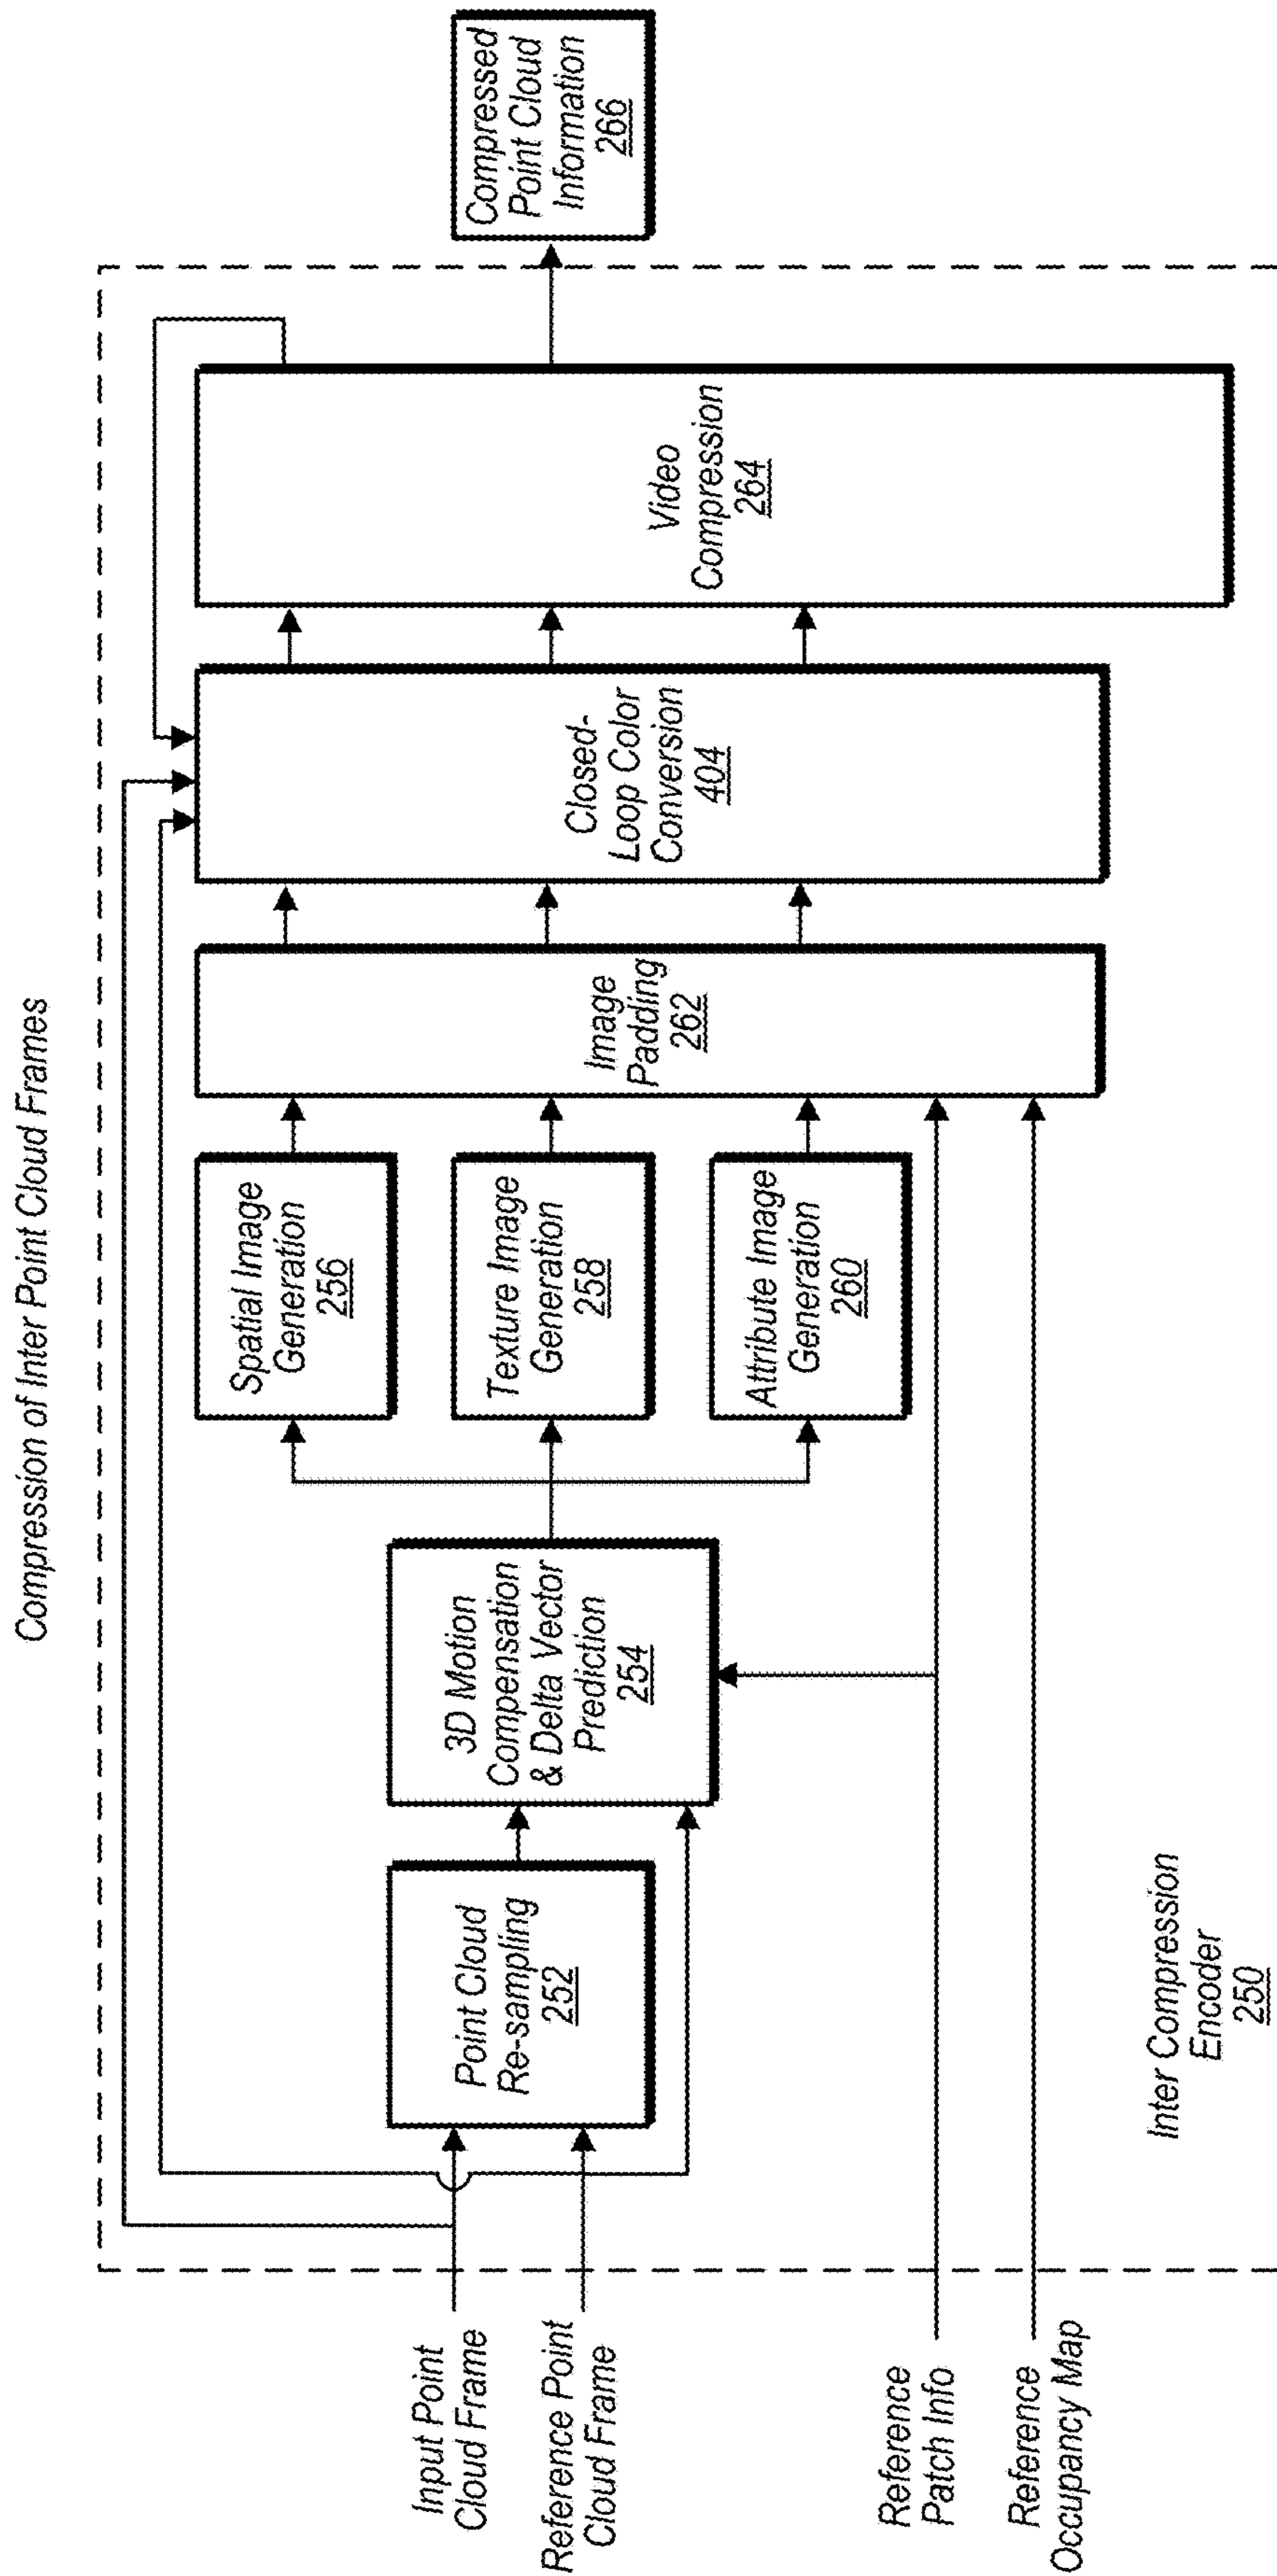 Compression of Inter Point Cloud Frames
Input Point
Cloud Frame
Reference Point
Cloud Frame
Reference
Patch Info
Reference
Occupancy Map
Point Cloud
Re-sampling
252
3D Motion
Compensation
& Delta Vector
Prediction
254
Spatial Image
Generation
256
Texture Image
Generation
258
Attribute Image
Generation
260
Image
Padding
262
Closed-
Loop Color
Conversion
404
Video
Compression
264
Compressed
Point Cloud
Information
266
Inter Compression
Encoder
250